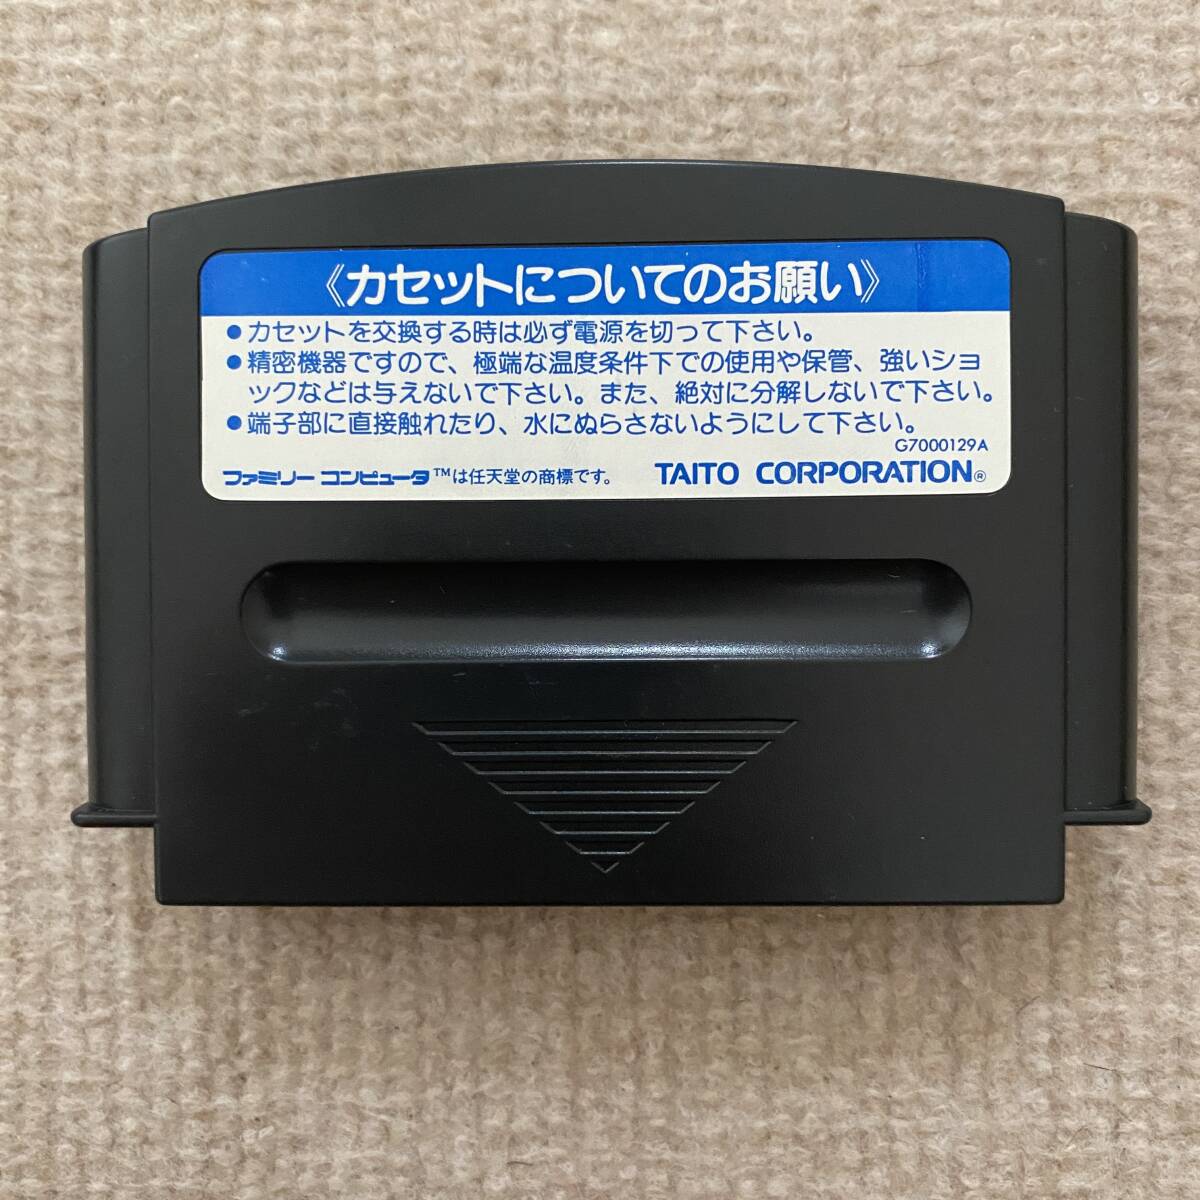 《カセットについてのお願い》
●カセットを交換する時は必ず電源を切って下さい。
●精密機器ですので、極端な温度条件下での使用や保管、強いショ
ックなどは与えないで下さい。また、絶対に分解しないで下さい。
●端子部に直接触れたり、水にぬらさないようにして下さい。
G7000129A
ファミリーコンピュータ™は任天堂の商標です。 TAITO CORPORATION®